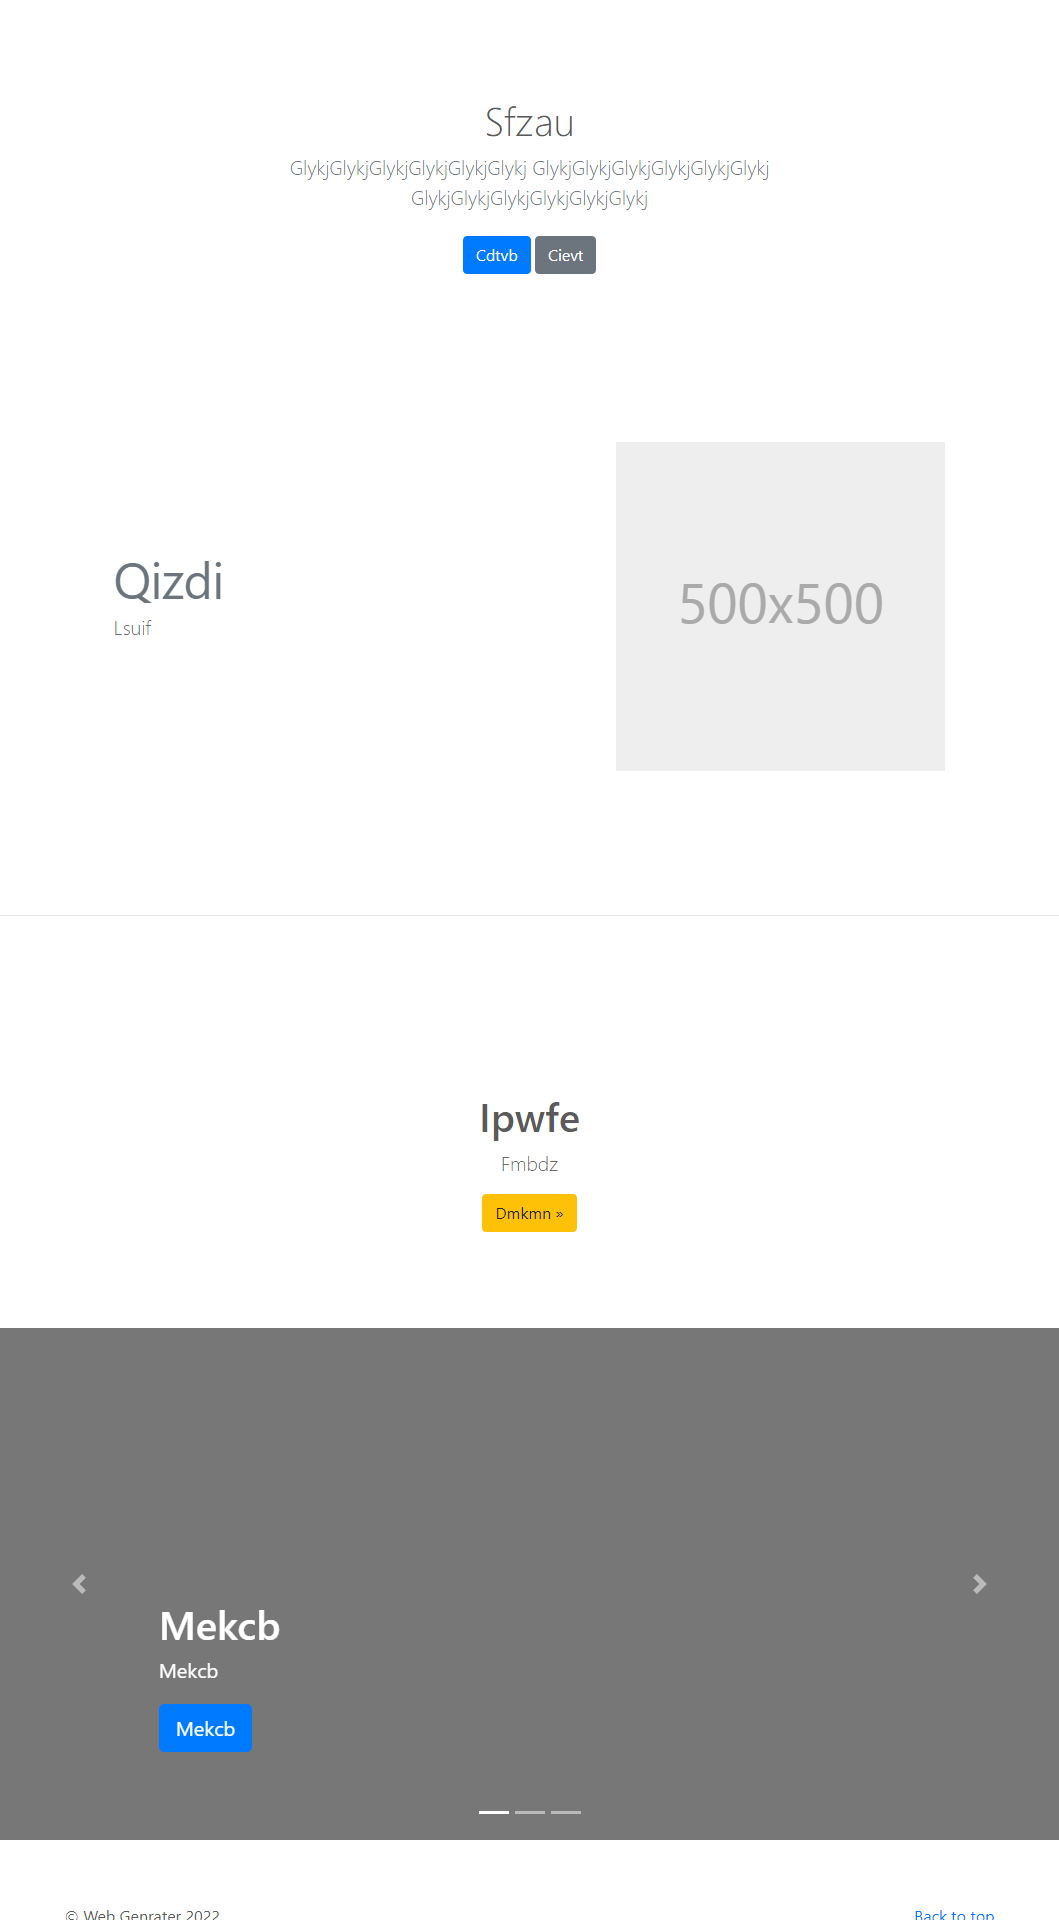 Sfzau
GlykjGlykjGlykjGlykjGlykjGlykj GlykjGlykjGlykjGlykjGlykjGlykj
GlykjGlykjGlykjGlykjGlykjGlykj
Cdtvb Cievt
Qizdi
Lsuif
500x500
Ipwfe
Fmbdz
Dmkmn »
Mekcb
Mekcb
Mekcb
© Web Genrater 2022
Back to top